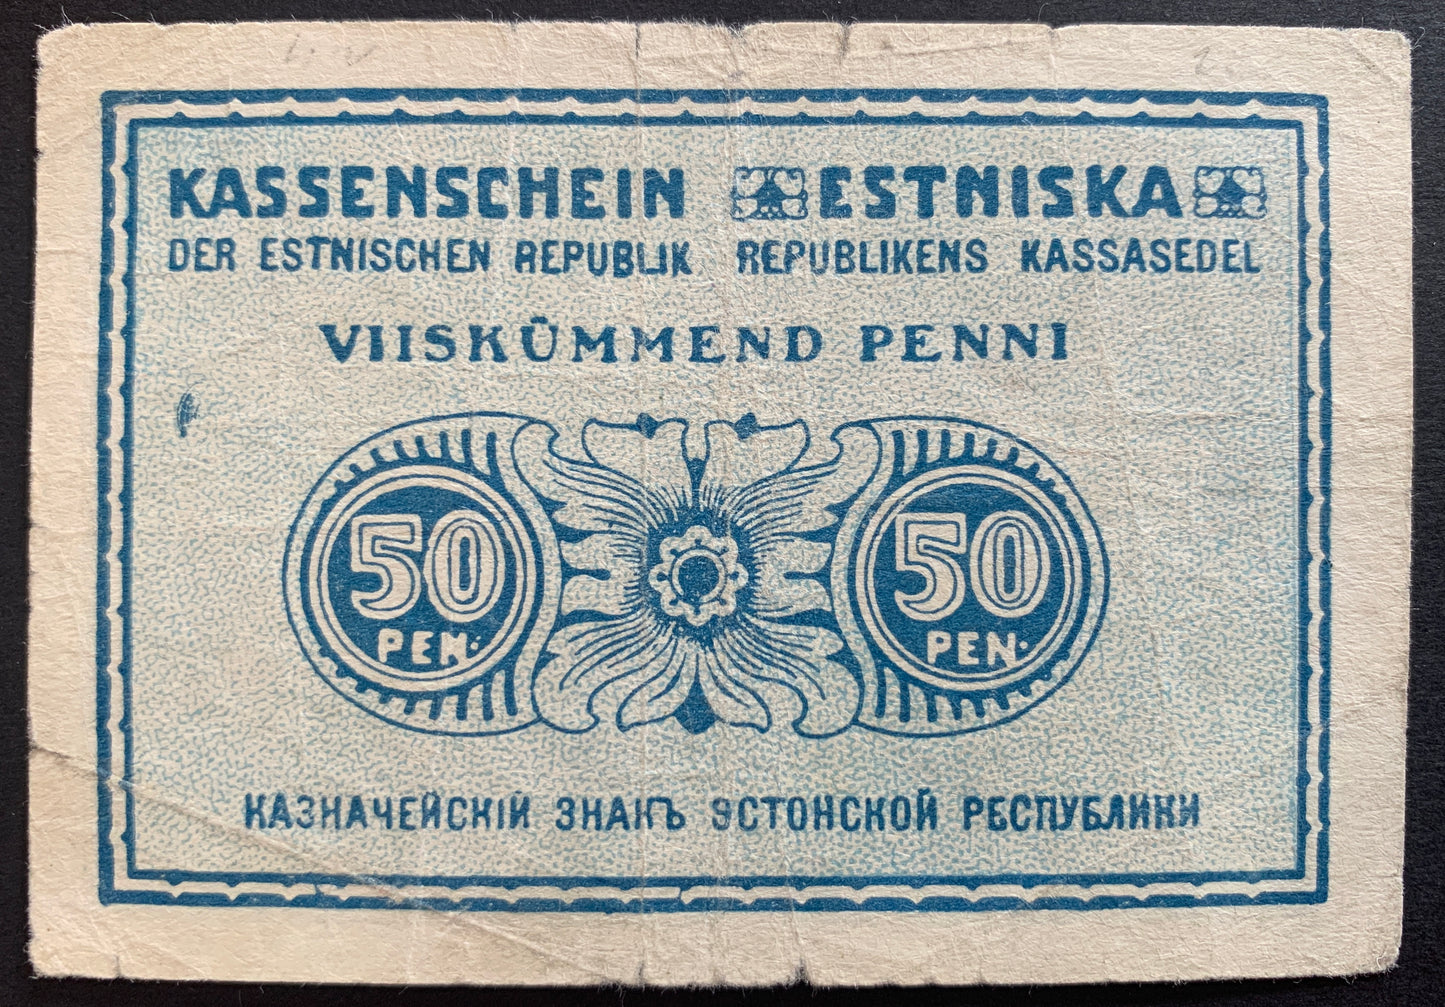 KASSENSCHEIN ESTNISKA
DER ESTNISCHEN REPUBLIK REPUBLIKENS KASSASEDEL
VIISKÜMMEND PENNI
50 50
PEN. PEN.
КАЗНАЧЕЙСКІЙ ЗНАКЪ ЭСТОНСКОЙ РЕСПУБЛИКИ